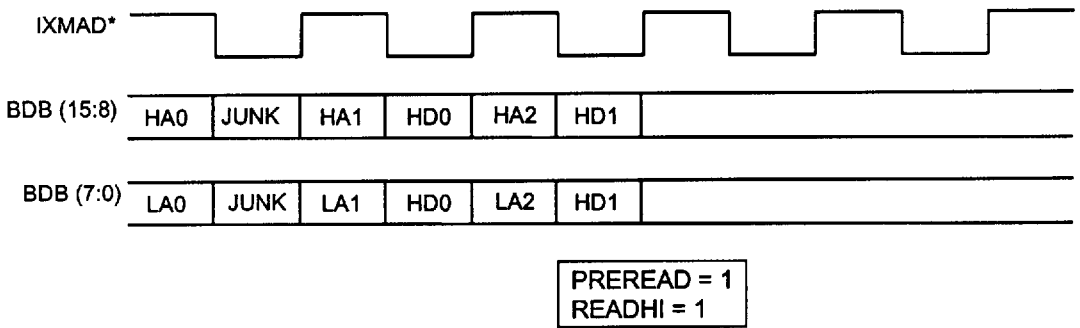 IXMAD*
BDB (15:8) HA0 JUNK HA1 HD0 HA2 HD1
BDB (7:0) LA0 JUNK LA1 HD0 LA2 HD1
PREREAD = 1
READHI = 1